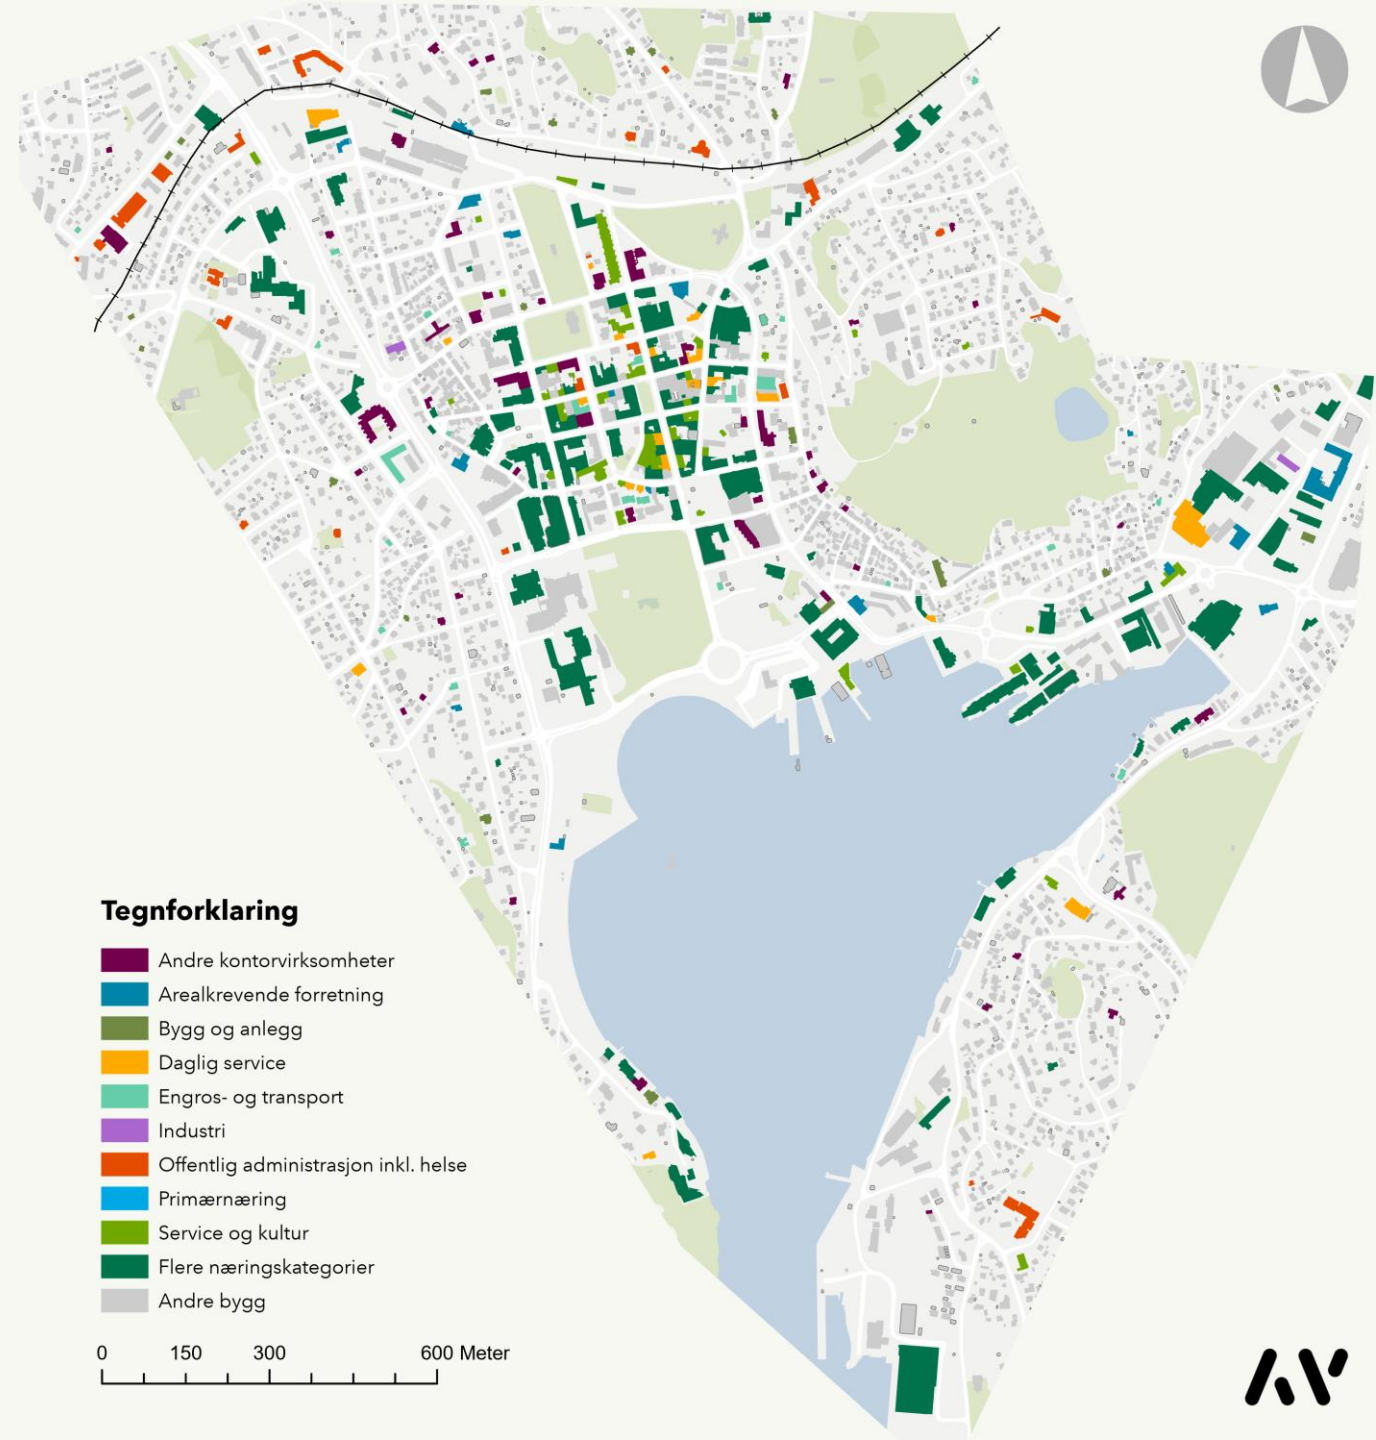 Tegnforklaring
Andre kontorvirksomheter
Arealkrevende forretning
Bygg og anlegg
Daglig service
Engros- og transport
Industri
Offentlig administrasjon inkl. helse
Primærnæring
Service og kultur
Flere næringskategorier
Andre bygg
0 150 300 600 Meter